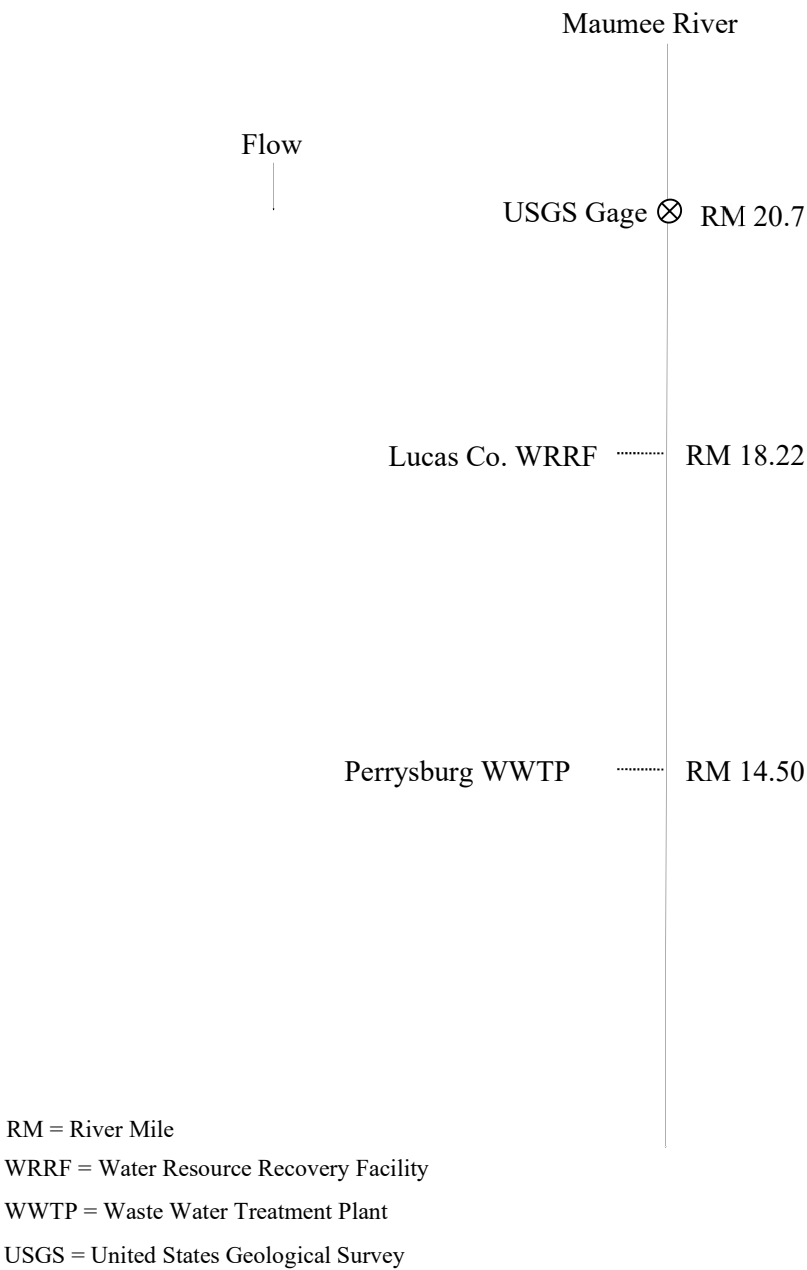 Maumee River
Flow
USGS Gage RM 20.7
Lucas Co. WRRF RM 18.22
Perrysburg WWTP RM 14.50
RM = River Mile
WRRF = Water Resource Recovery Facility
WWTP = Waste Water Treatment Plant
USGS = United States Geological Survey